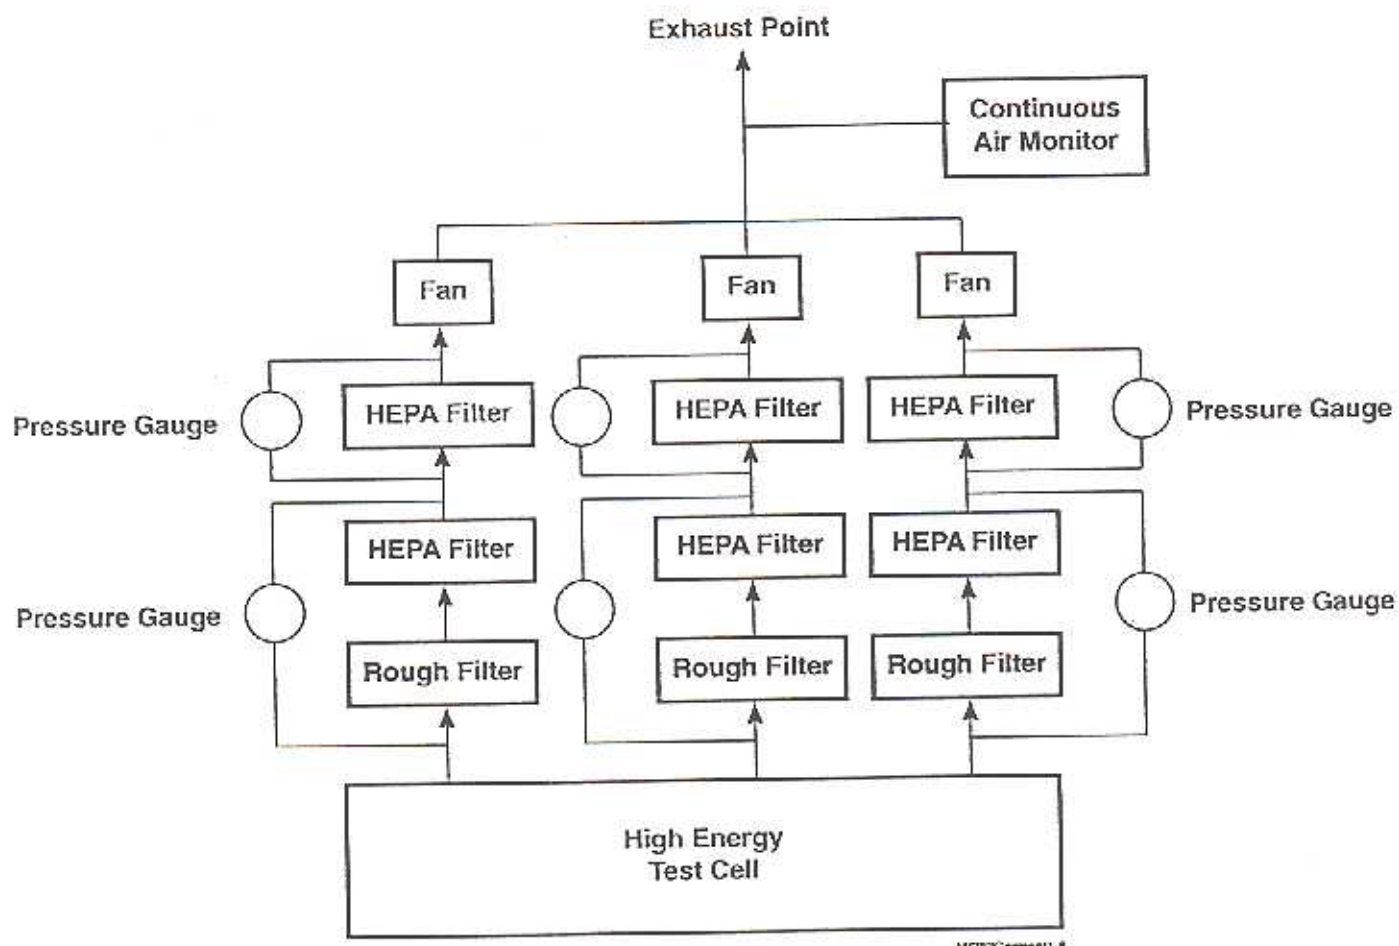 Exhaust Point
Continuous
Air Monitor
Fan
Fan
Fan
Pressure Gauge
HEPA Filter
HEPA Filter
HEPA Filter
Pressure Gauge
HEPA Filter
HEPA Filter
HEPA Filter
Pressure Gauge
Rough Filter
Rough Filter
Rough Filter
Pressure Gauge
High Energy
Test Cell